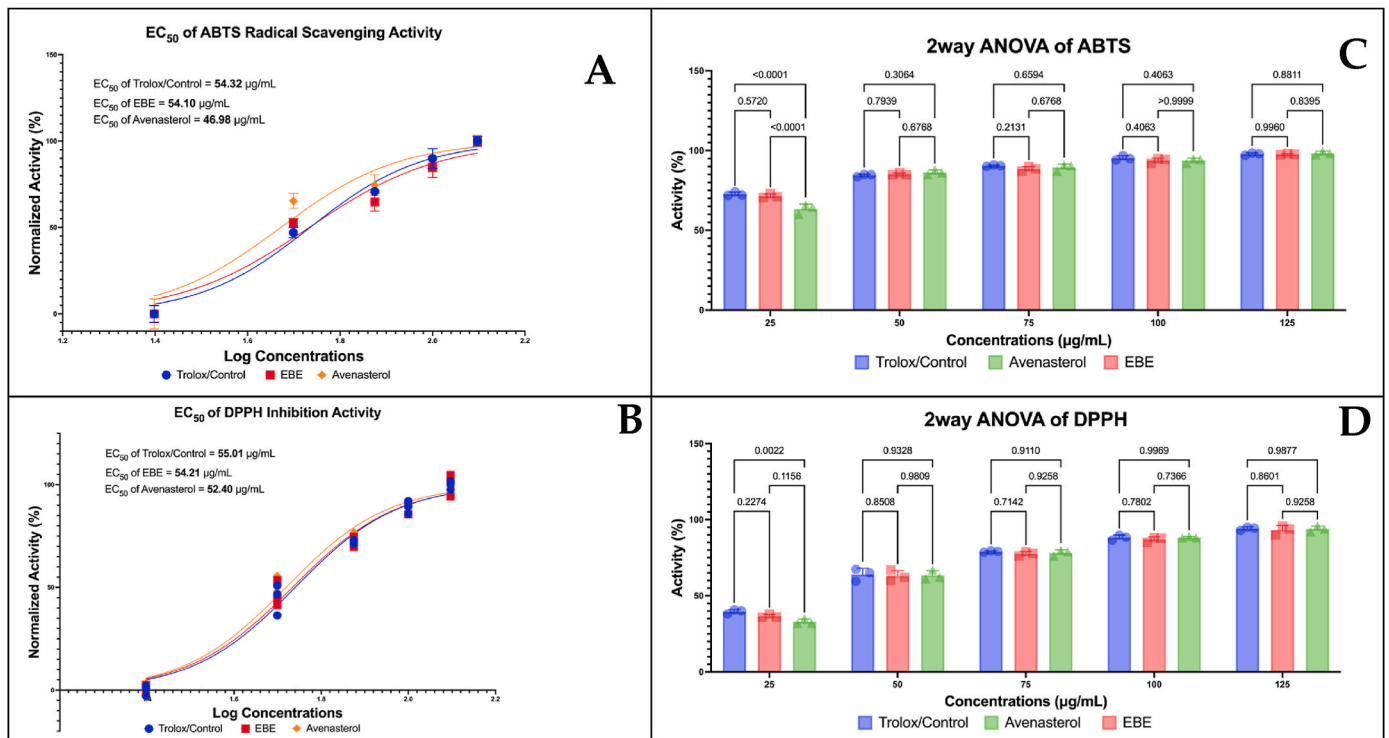 EC50 of ABTS Radical Scavenging Activity
A
EC50 of Trolox/Control = 54.32 µg/mL
EC50 of EBE = 54.10 µg/mL
EC50 of Avenasterol = 46.98 µg/mL
Normalized Activity (%)
150
100
50
0
1.2 1.4 1.6 1.8 2.0 2.2
Log Concentrations
Trolox/Control EBE Avenasterol
2way ANOVA of ABTS
C
<0.0001 0.3064 0.6594 0.4063 0.8811
0.5720 0.7939 0.6768 >0.9999 0.8395
<0.0001 0.6768 0.2131 0.4063 0.9960
Activity (%)
150
100
50
0
25 50 75 100 125
Concentrations (µg/mL)
Trolox/Control Avenasterol EBE
EC50 of DPPH Inhibition Activity
B
EC50 of Trolox/Control = 55.01 µg/mL
EC50 of EBE = 54.21 µg/mL
EC50 of Avenasterol = 52.40 µg/mL
Normalized Activity (%)
100
50
0
1.6 1.8 2.0 2.2
Log Concentrations
Trolox/Control EBE Avenasterol
2way ANOVA of DPPH
D
0.0022 0.9328 0.9110 0.9969 0.9877
0.1156 0.9809 0.9258 0.7366 0.8601
0.2274 0.8508 0.7142 0.7802 0.9258
Activity (%)
150
100
50
0
25 50 75 100 125
Concentrations (µg/mL)
Trolox/Control Avenasterol EBE